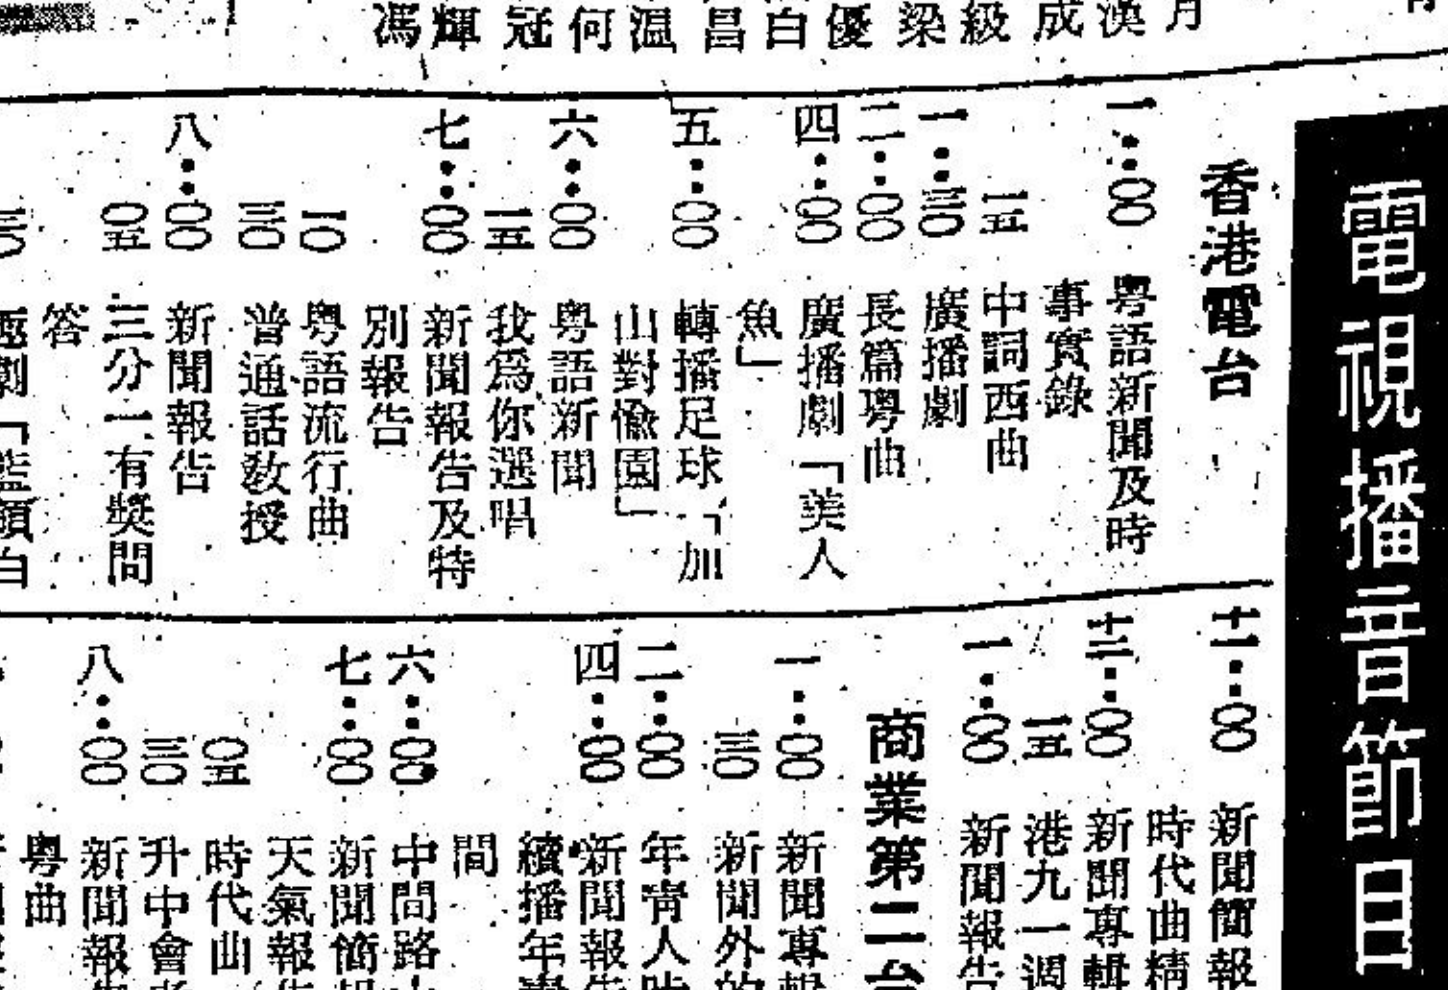 電視播音節目
香港電台
一：〇〇 粵語新聞及時
事實錄
一五 中詞西曲
一：三〇 廣播劇
二：〇〇 長篇粵曲
四：〇〇 廣播劇「美人
魚」
五：〇〇 轉播足球「加
山對愉園」
六：〇〇 粵語新聞
一五 我為你選唱
七：〇〇 新聞報告及特
別報告
一〇 粵語流行曲
三〇 普通話教授
八：〇〇 新聞報告
〇五 三分一有獎問
答
三〇
十一：〇〇 新聞簡報
時代曲精
十二：〇〇 新聞專輯
一五 港九一週
一：〇〇 新聞報告
商業第二台
一：〇〇 新聞專輯
三〇 新聞外的
二：〇〇 年青人時
四：〇〇 新聞報告
續播年青
間
六：〇〇 中間路
七：〇〇 新聞簡報
天氣報告
〇五 時代曲
三〇 升中會考
八：〇〇 新聞報告
粵曲
月
漢
成
級
梁
優
白
昌
溫
何
冠
輝
馮